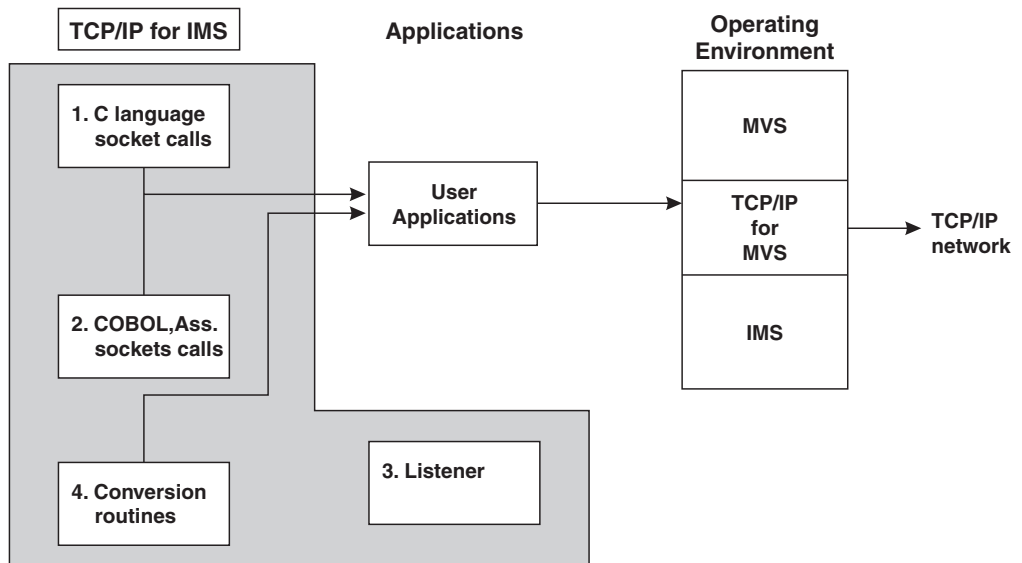 TCP/IP for IMS
Applications
Operating
Environment
1. C language
socket calls
2. COBOL,Ass.
sockets calls
4. Conversion
routines
3. Listener
User
Applications
MVS
TCP/IP
for
MVS
IMS
TCP/IP
network